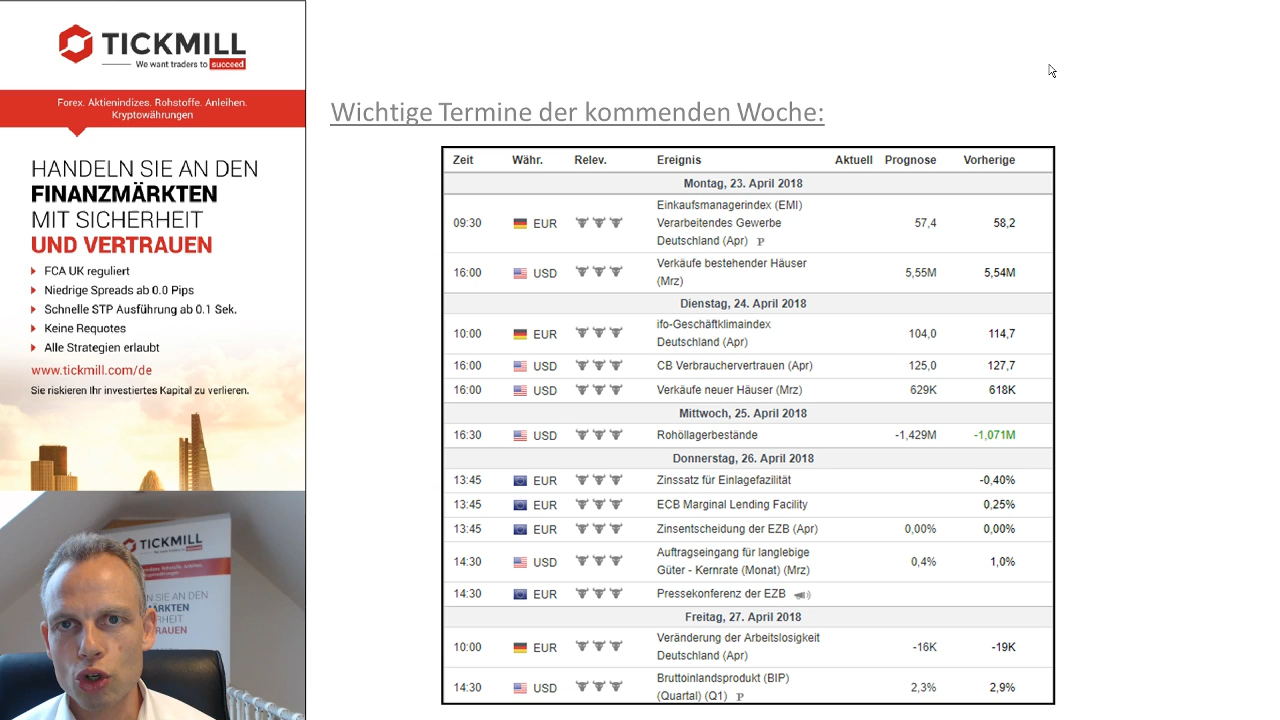 TICKMILL
We want traders to succeed
Forex. Aktienindizes. Rohstoffe. Anleihen.
Kryptowährungen
HANDELN SIE AN DEN
FINANZMÄRKTEN
MIT SICHERHEIT
UND VERTRAUEN
FCA UK reguliert
Niedrige Spreads ab 0.0 Pips
Schnelle STP Ausführung ab 0.1 Sek.
Keine Requotes
Alle Strategien erlaubt
www.tickmill.com/de
Sie riskieren Ihr investiertes Kapital zu verlieren.
TICKMILL
N SIE AN DEN
MÄRKTEN
HERHEIT
RAUEN
Wichtige Termine der kommenden Woche:
Zeit Währ. Relev. Ereignis Aktuell Prognose Vorherige
Montag, 23. April 2018
Einkaufsmanagerindex (EMI)
09:30 EUR Verarbeitendes Gewerbe 57,4 58,2
Deutschland (Apr) P
Verkäufe bestehender Häuser
16:00 USD 5,55M 5,54M
(Mrz)
Dienstag, 24. April 2018
ifo-Geschäftklimaindex
10:00 EUR 104,0 114,7
Deutschland (Apr)
16:00 USD CB Verbrauchervertrauen (Apr) 125,0 127,7
16:00 USD Verkäufe neuer Häuser (Mrz) 629K 618K
Mittwoch, 25. April 2018
16:30 USD Rohöllagerbestände -1,429M -1,071M
Donnerstag, 26. April 2018
13:45 EUR Zinssatz für Einlagefazilität -0,40%
13:45 EUR ECB Marginal Lending Facility 0,25%
13:45 EUR Zinsentscheidung der EZB (Apr) 0,00% 0,00%
Auftragseingang für langlebige
14:30 USD 0,4% 1,0%
Güter - Kernrate (Monat) (Mrz)
14:30 EUR Pressekonferenz der EZB
Freitag, 27. April 2018
Veränderung der Arbeitslosigkeit
10:00 EUR -16K -19K
Deutschland (Apr)
Bruttoinlandsprodukt (BIP)
14:30 USD 2,3% 2,9%
(Quartal) (Q1) P